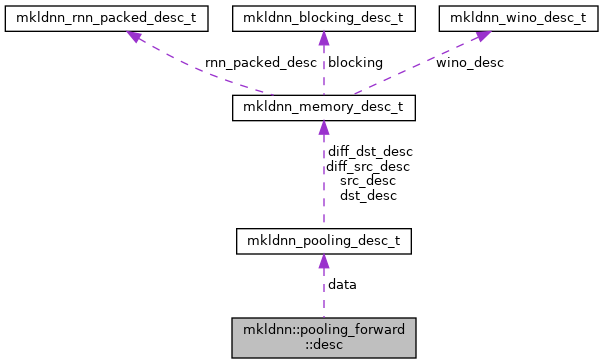 mkldnn_rnn_packed_desc_t
mkldnn_blocking_desc_t
mkldnn_wino_desc_t
rnn_packed_desc
blocking
wino_desc
mkldnn_memory_desc_t
diff_dst_desc
diff_src_desc
src_desc
dst_desc
mkldnn_pooling_desc_t
data
mkldnn::pooling_forward
::desc